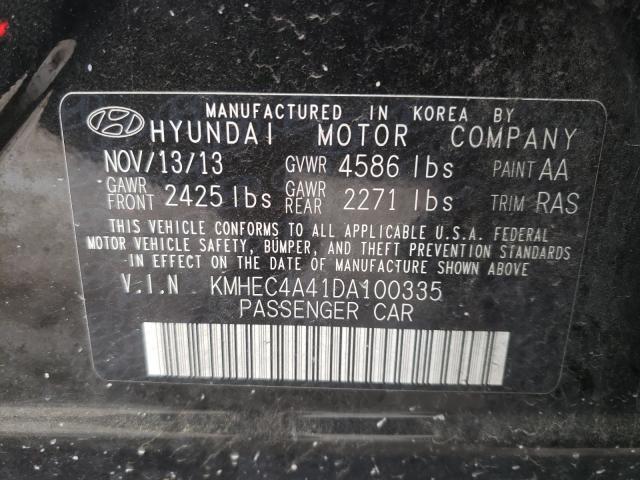 MANUFACTURED IN KOREA BY
HYUNDAI MOTOR COMPANY
NOV/13/13 GVWR 4586 lbs PAINT AA
GAWR FRONT 2425 lbs GAWR REAR 2271 lbs TRIM RAS
THIS VEHICLE CONFORMS TO ALL APPLICABLE U.S.A. FEDERAL
MOTOR VEHICLE SAFETY, BUMPER, AND THEFT PREVENTION STANDARDS
IN EFFECT ON THE DATE OF MANUFACTURE SHOWN ABOVE
V.I.N KMHEC4A41DA100335
PASSENGER CAR